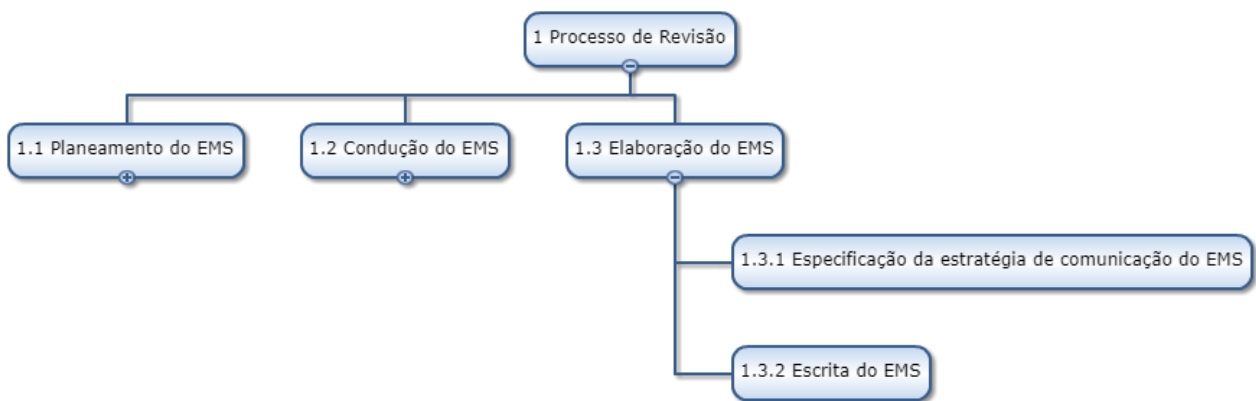 1 Processo de Revisão
1.1 Planeamento do EMS
1.2 Condução do EMS
1.3 Elaboração do EMS
1.3.1 Especificação da estratégia de comunicação do EMS
1.3.2 Escrita do EMS